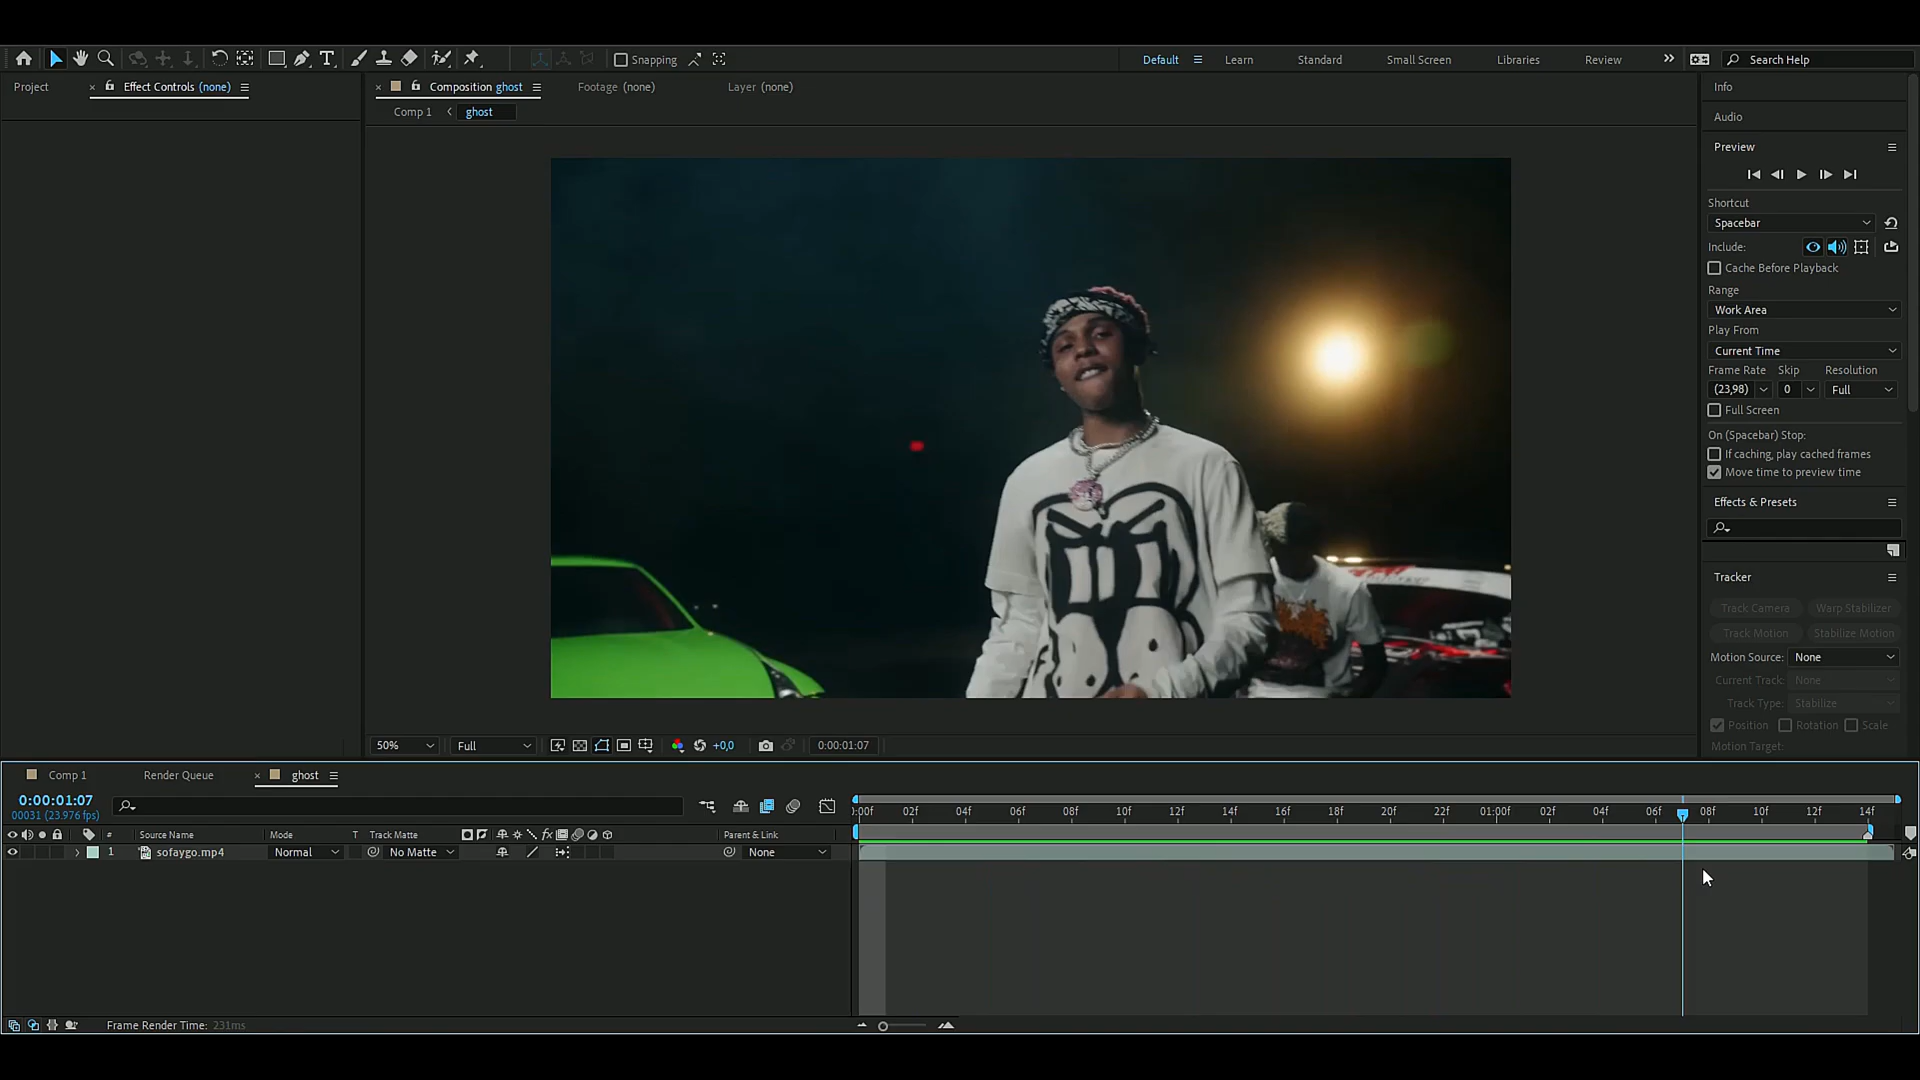 Snapping
Default
Learn
Standard
Small Screen
Libraries
Review
Search Help
Project
Effect Controls (none)
Composition ghost
Footage (none)
Layer (none)
Comp 1
ghost
Info
Audio
Preview
Shortcut
Spacebar
Include:
Cache Before Playback
Range
Work Area
Play From
Current Time
Frame Rate Skip Resolution
(23,98) 0 Full
Full Screen
On (Spacebar) Stop:
If caching, play cached frames
Move time to preview time
Effects & Presets
Tracker
Track Camera Warp Stabilizer
Track Motion Stabilize Motion
Motion Source: None
Current Track: None
Track Type: Stabilize
Position Rotation Scale
Motion Target:
50% Full +0,0 0:00:01:07
Comp 1 Render Queue ghost
0:00:01:07
00031 (23.976 fps)
:00f 02f 04f 06f 08f 10f 12f 14f 16f 18f 20f 22f 01:00f 02f 04f 06f 08f 10f 12f 14f
# Source Name Mode T Track Matte fx Parent & Link
1 sofaygo.mp4 Normal No Matte None
Frame Render Time: 231ms